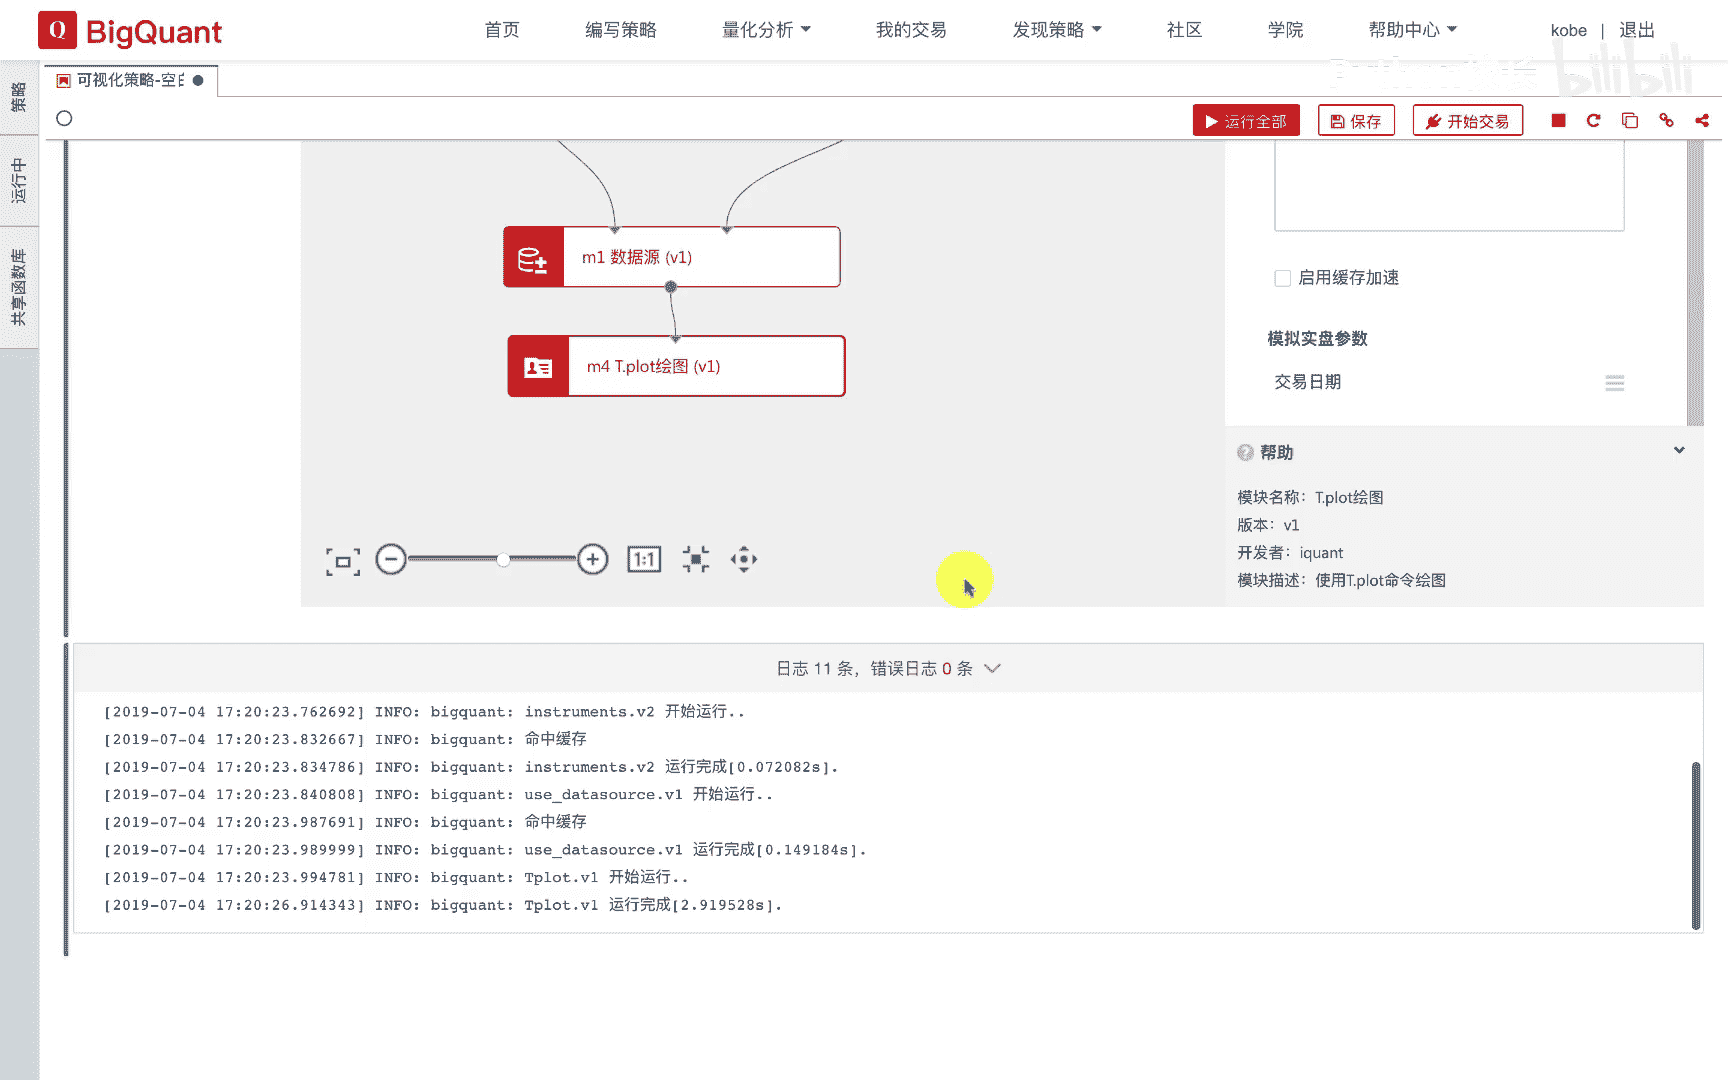 Q BigQuant
首页
编写策略
量化分析
我的交易
发现策略
社区
学院
帮助中心
kobe | 退出
bilibili
策略
运行中
共享函数库
可视化策略-空白
运行全部
保存
开始交易
m1 数据源 (v1)
m4 T.plot绘图 (v1)
1:1
启用缓存加速
模拟实盘参数
交易日期
帮助
模块名称：T.plot绘图
版本：v1
开发者：iquant
模块描述：使用T.plot命令绘图
日志 11 条，错误日志 0 条
[2019-07-04 17:20:23.762692] INFO: bigquant: instruments.v2 开始运行..
[2019-07-04 17:20:23.832667] INFO: bigquant: 命中缓存
[2019-07-04 17:20:23.834786] INFO: bigquant: instruments.v2 运行完成[0.072082s].
[2019-07-04 17:20:23.840808] INFO: bigquant: use_datasource.v1 开始运行..
[2019-07-04 17:20:23.987691] INFO: bigquant: 命中缓存
[2019-07-04 17:20:23.989999] INFO: bigquant: use_datasource.v1 运行完成[0.149184s].
[2019-07-04 17:20:23.994781] INFO: bigquant: Tplot.v1 开始运行..
[2019-07-04 17:20:26.914343] INFO: bigquant: Tplot.v1 运行完成[2.919528s].